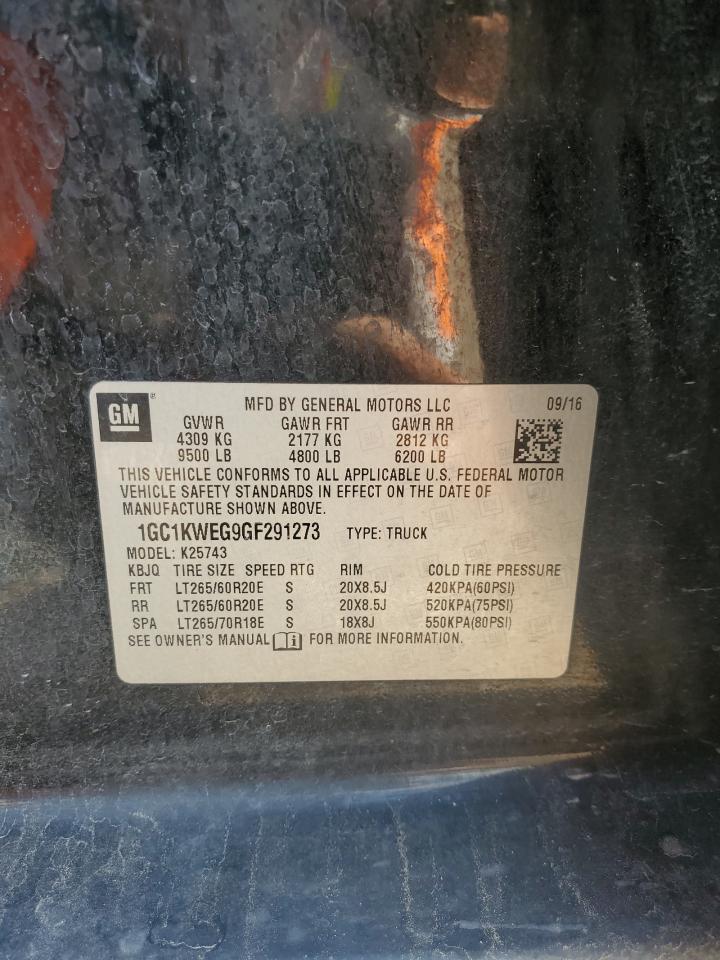 GM ®
MFD BY GENERAL MOTORS LLC 09/16
GVWR GAWR FRT GAWR RR
4309 KG 2177 KG 2812 KG
9500 LB 4800 LB 6200 LB
THIS VEHICLE CONFORMS TO ALL APPLICABLE U.S. FEDERAL MOTOR
VEHICLE SAFETY STANDARDS IN EFFECT ON THE DATE OF
MANUFACTURE SHOWN ABOVE.
1GC1KWEG9GF291273 TYPE: TRUCK
MODEL: K25743
KBJQ TIRE SIZE SPEED RTG RIM COLD TIRE PRESSURE
FRT LT265/60R20E S 20X8.5J 420KPA(60PSI)
RR LT265/60R20E S 20X8.5J 520KPA(75PSI)
SPA LT265/70R18E S 18X8J 550KPA(80PSI)
SEE OWNER'S MANUAL i FOR MORE INFORMATION.